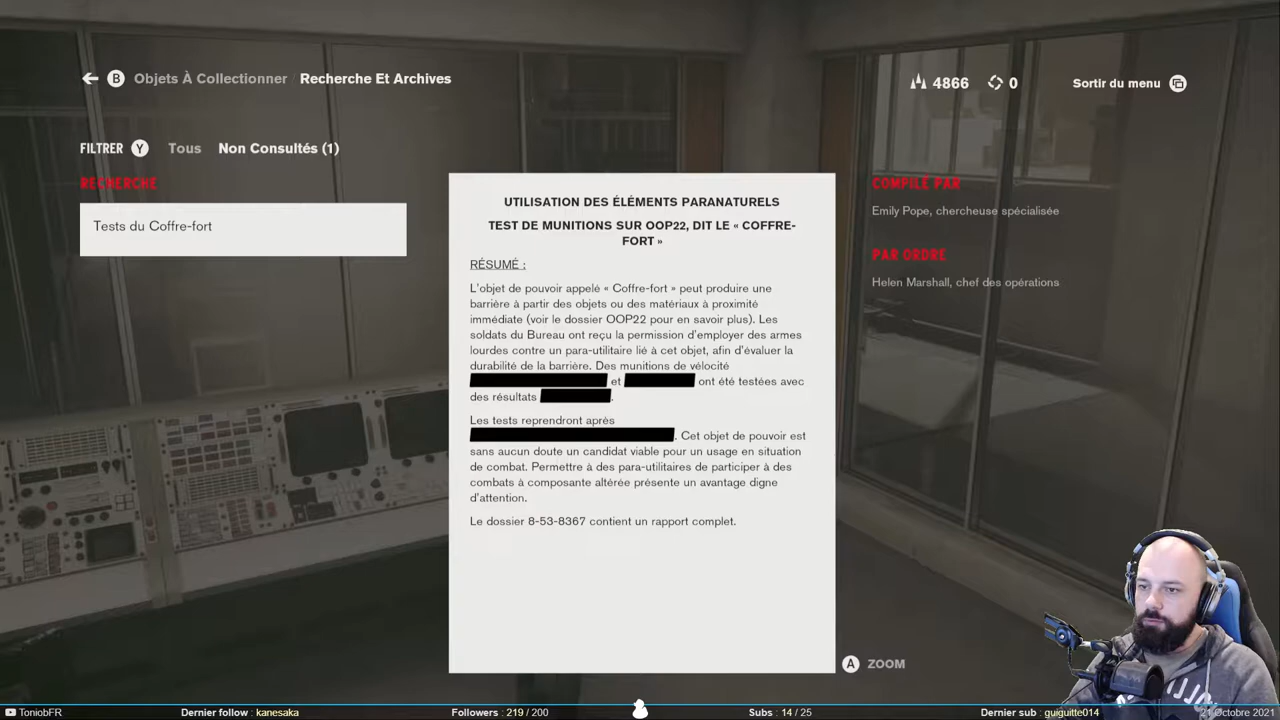 B Objets À Collectionner / Recherche Et Archives
4866 0 Sortir du menu
FILTRER Y Tous Non Consultés (1)
RECHERCHE
Tests du Coffre-fort
UTILISATION DES ÉLÉMENTS PARANATURELS
TEST DE MUNITIONS SUR OOP22, DIT LE « COFFRE-
FORT »
RÉSUMÉ :
L'objet de pouvoir appelé « Coffre-fort » peut produire une
barrière à partir des objets ou des matériaux à proximité
immédiate (voir le dossier OOP22 pour en savoir plus). Les
soldats du Bureau ont reçu la permission d'employer des armes
lourdes contre un para-utilitaire lié à cet objet, afin d'évaluer la
durabilité de la barrière. Des munitions de vélocité
et ont été testées avec
des résultats .
Les tests reprendront après
. Cet objet de pouvoir est
sans aucun doute un candidat viable pour un usage en situation
de combat. Permettre à des para-utilitaires de participer à des
combats à composante altérée présente un avantage digne
d'attention.
Le dossier 8-53-8367 contient un rapport complet.
COMPILÉ PAR
Emily Pope, chercheuse spécialisée
PAR ORDRE
Helen Marshall, chef des opérations
A ZOOM
ToniobFR Dernier follow : kanesaka Followers : 219 / 200 Subs : 14 / 25 Dernier sub : guiguitte014 21 Octobre 2021